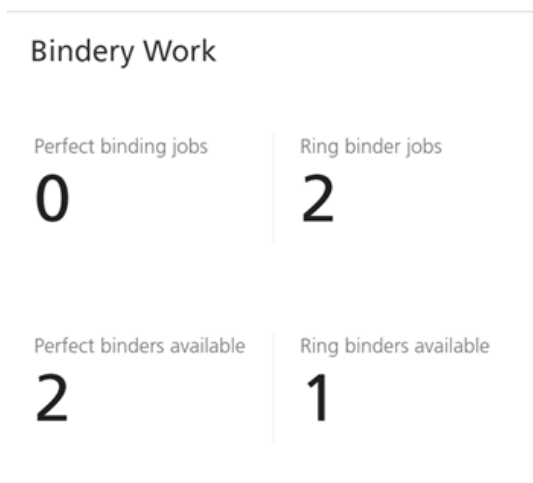 Bindery Work
Perfect binding jobs
0
Ring binder jobs
2
Perfect binders available
2
Ring binders available
1